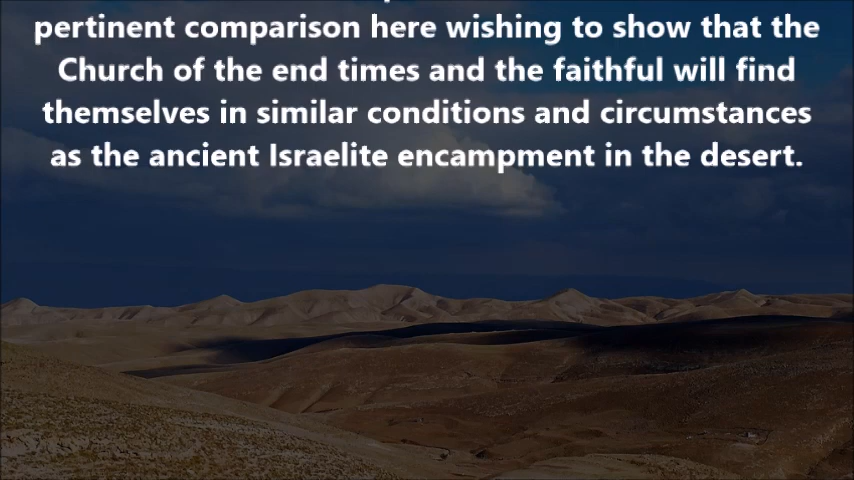 pertinent comparison here wishing to show that the
Church of the end times and the faithful will find
themselves in similar conditions and circumstances
as the ancient Israelite encampment in the desert.